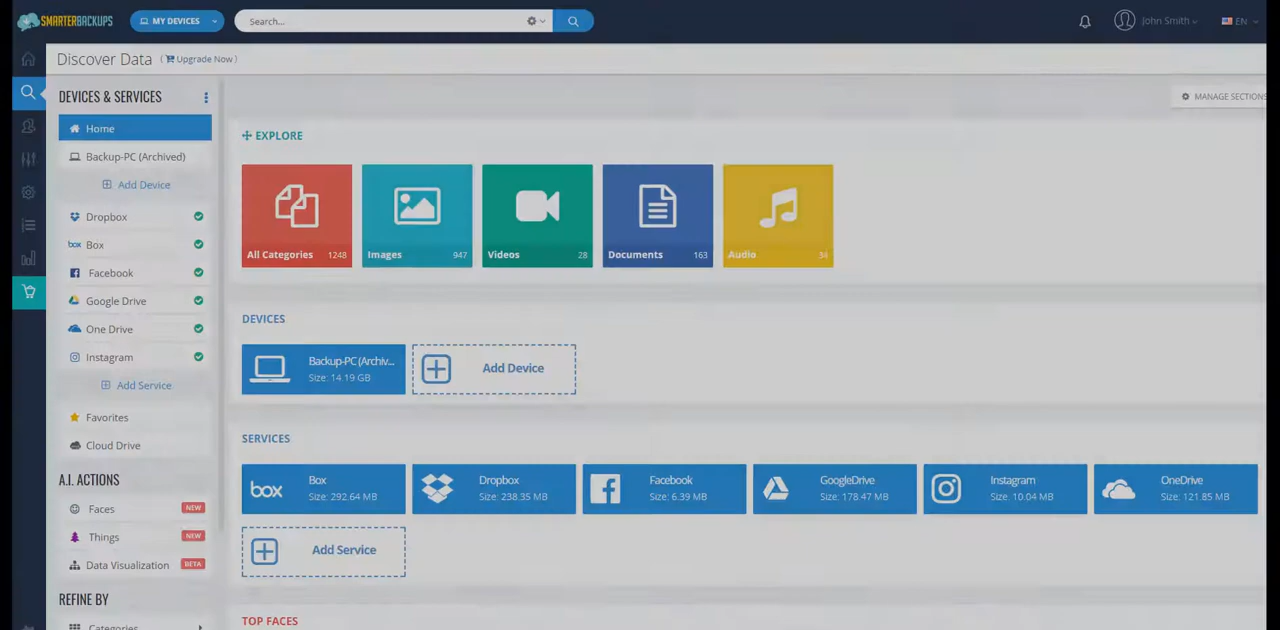 SMARTERBACKUPS
MY DEVICES
Search...
John Smith
EN
Discover Data
( Upgrade Now )
DEVICES & SERVICES
MANAGE SECTIONS
Home
Backup-PC (Archived)
Add Device
Dropbox
Box
Facebook
Google Drive
One Drive
Instagram
Add Service
Favorites
Cloud Drive
A.I. ACTIONS
Faces NEW
Things NEW
Data Visualization BETA
REFINE BY
Categories
EXPLORE
All Categories 1248
Images 947
Videos 28
Documents 163
Audio 34
DEVICES
Backup-PC (Archiv...
Size: 14.19 GB
Add Device
SERVICES
Box
Size: 292.64 MB
Dropbox
Size: 238.35 MB
Facebook
Size: 6.39 MB
GoogleDrive
Size: 178.47 MB
Instagram
Size: 10.04 MB
OneDrive
Size: 121.85 MB
Add Service
TOP FACES